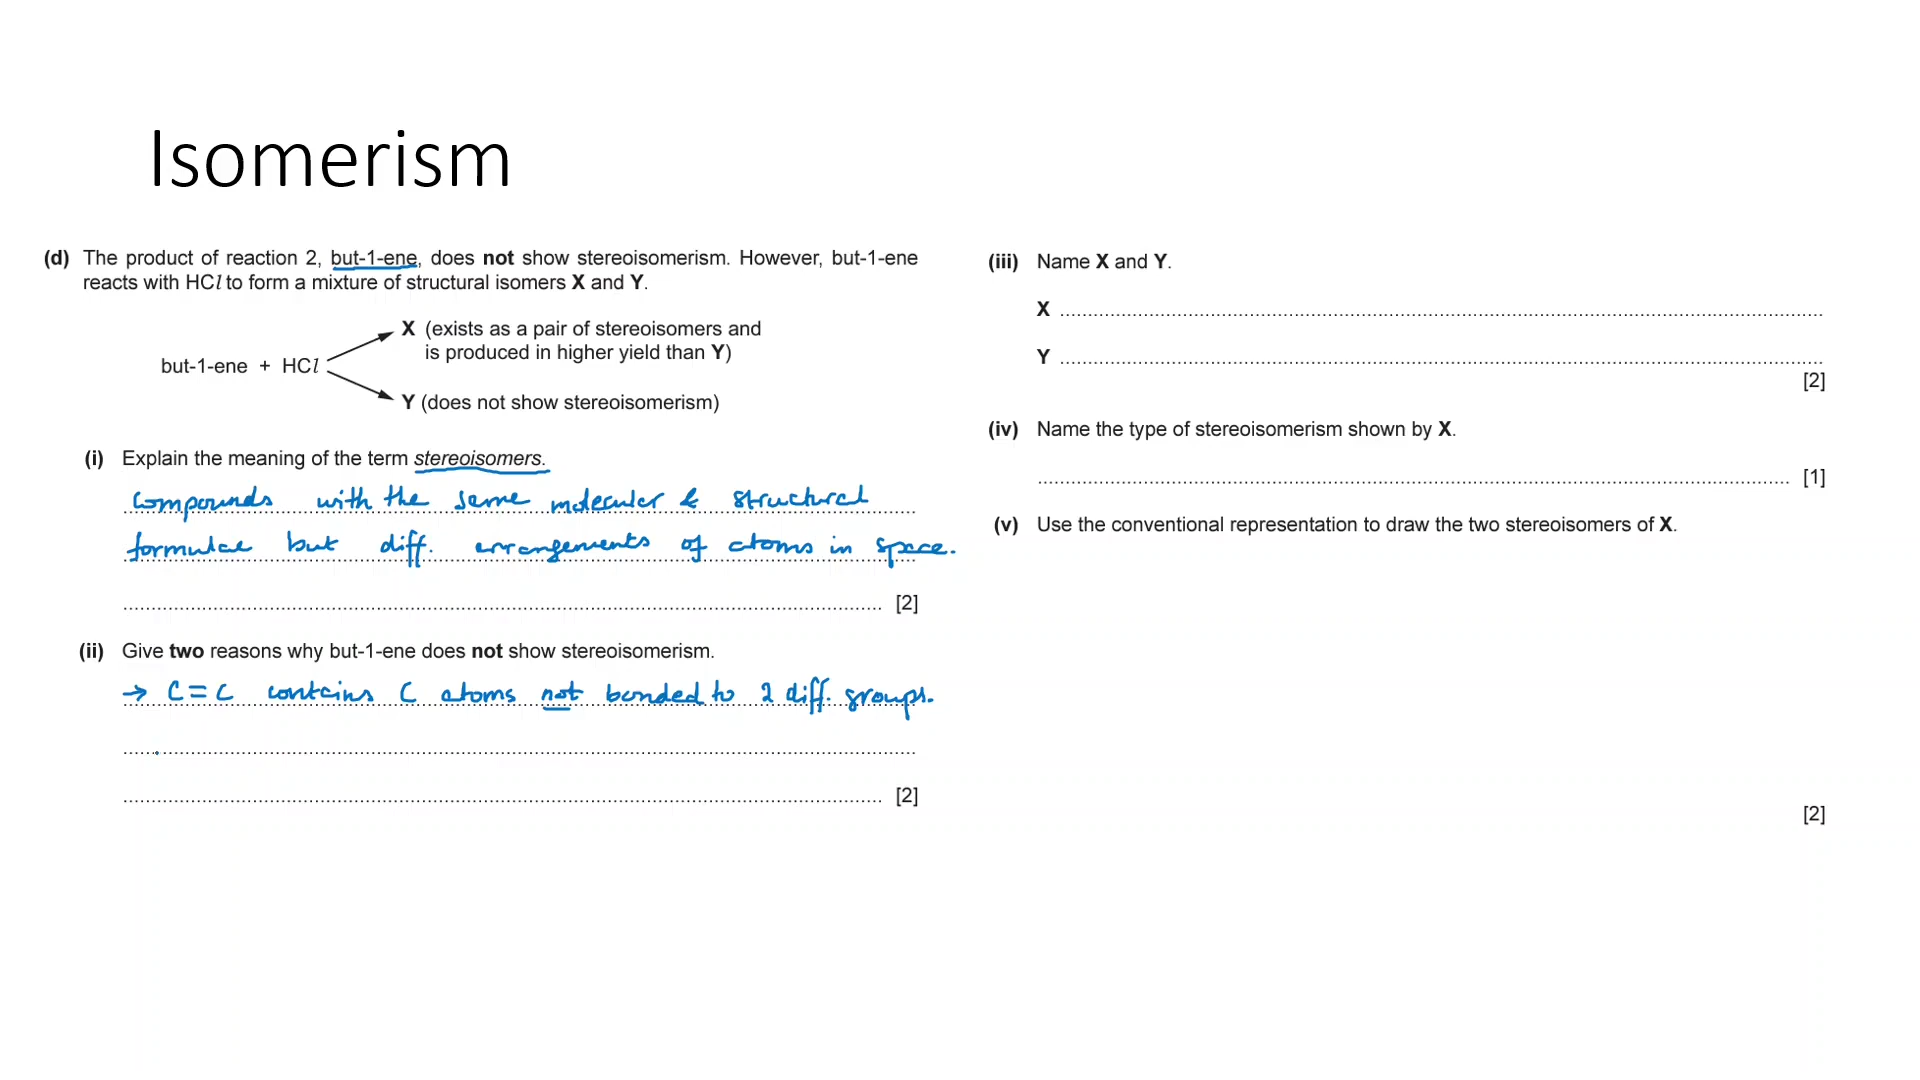 Isomerism
(d) The product of reaction 2, but-1-ene, does not show stereoisomerism. However, but-1-ene
reacts with HCl to form a mixture of structural isomers X and Y.
X (exists as a pair of stereoisomers and
is produced in higher yield than Y)
but-1-ene + HCl
Y (does not show stereoisomerism)
(i) Explain the meaning of the term stereoisomers.
compounds with the same molecular & structural
formulae but diff. arrangements of atoms in space.
[2]
(ii) Give two reasons why but-1-ene does not show stereoisomerism.
→ C=C contains C atoms not bonded to 2 diff. groups.
[2]
(iii) Name X and Y.
X
Y
[2]
(iv) Name the type of stereoisomerism shown by X.
[1]
(v) Use the conventional representation to draw the two stereoisomers of X.
[2]